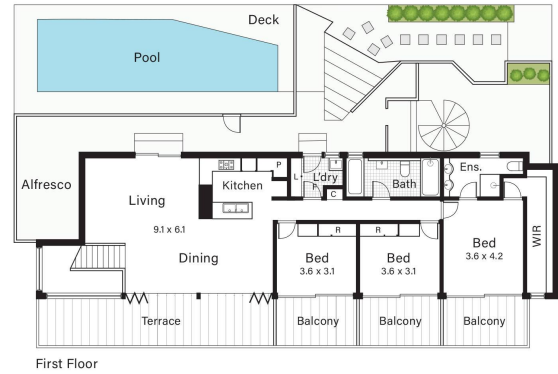 Deck
Pool
P
L
L'dry
F
C
Kitchen
Bath
Ens.
Alfresco
Living
9.1 x 6.1
Dining
R
R
Bed
3.6 x 3.1
Bed
3.6 x 3.1
Bed
3.6 x 4.2
WIR
Terrace
Balcony
Balcony
Balcony
First Floor